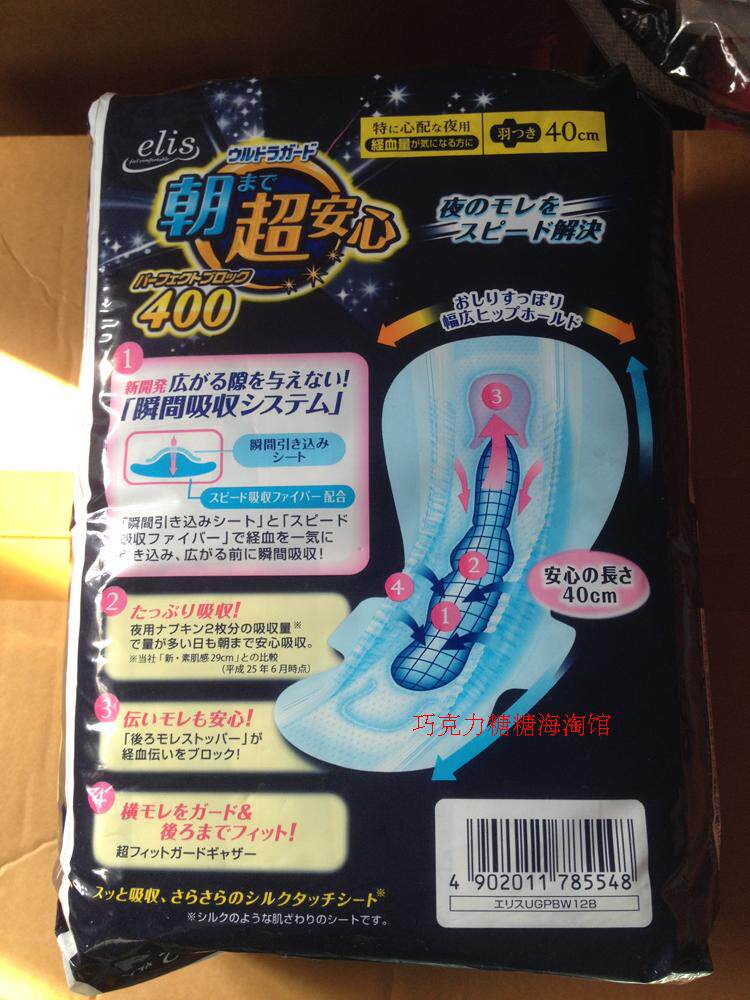 elis
feel comfortable
ウルトラガード
朝まで
超安心
パーフェクトブロック
400
特に心配な夜用
経血量が気になる方に
羽つき 40cm
夜のモレを
スピード解決
おしりすっぽり
幅広ヒップホールド
1
新開発 広がる隙を与えない!
「瞬間吸収システム」
瞬間引き込み
シート
スピード吸収ファイバー配合
「瞬間引き込みシート」と「スピード
吸収ファイバー」で経血を一気に
引き込み、広がる前に瞬間吸収!
2
たっぷり吸収!
夜用ナプキン2枚分の吸収量※
で量が多い日も朝まで安心吸収。
※当社「新・素肌感29cm」との比較
(平成25年6月時点)
3
伝いモレも安心!
「後ろモレストッパー」が
経血伝いをブロック!
4
横モレをガード&
後ろまでフィット!
超フィットガードギャザー
スッと吸収、さらさらのシルクタッチシート※
※シルクのような肌ざわりのシートです。
3
2
4
1
安心の長さ
40cm
巧克力糖糖海淘馆
4 902011 785548
エリスUGPBW12B